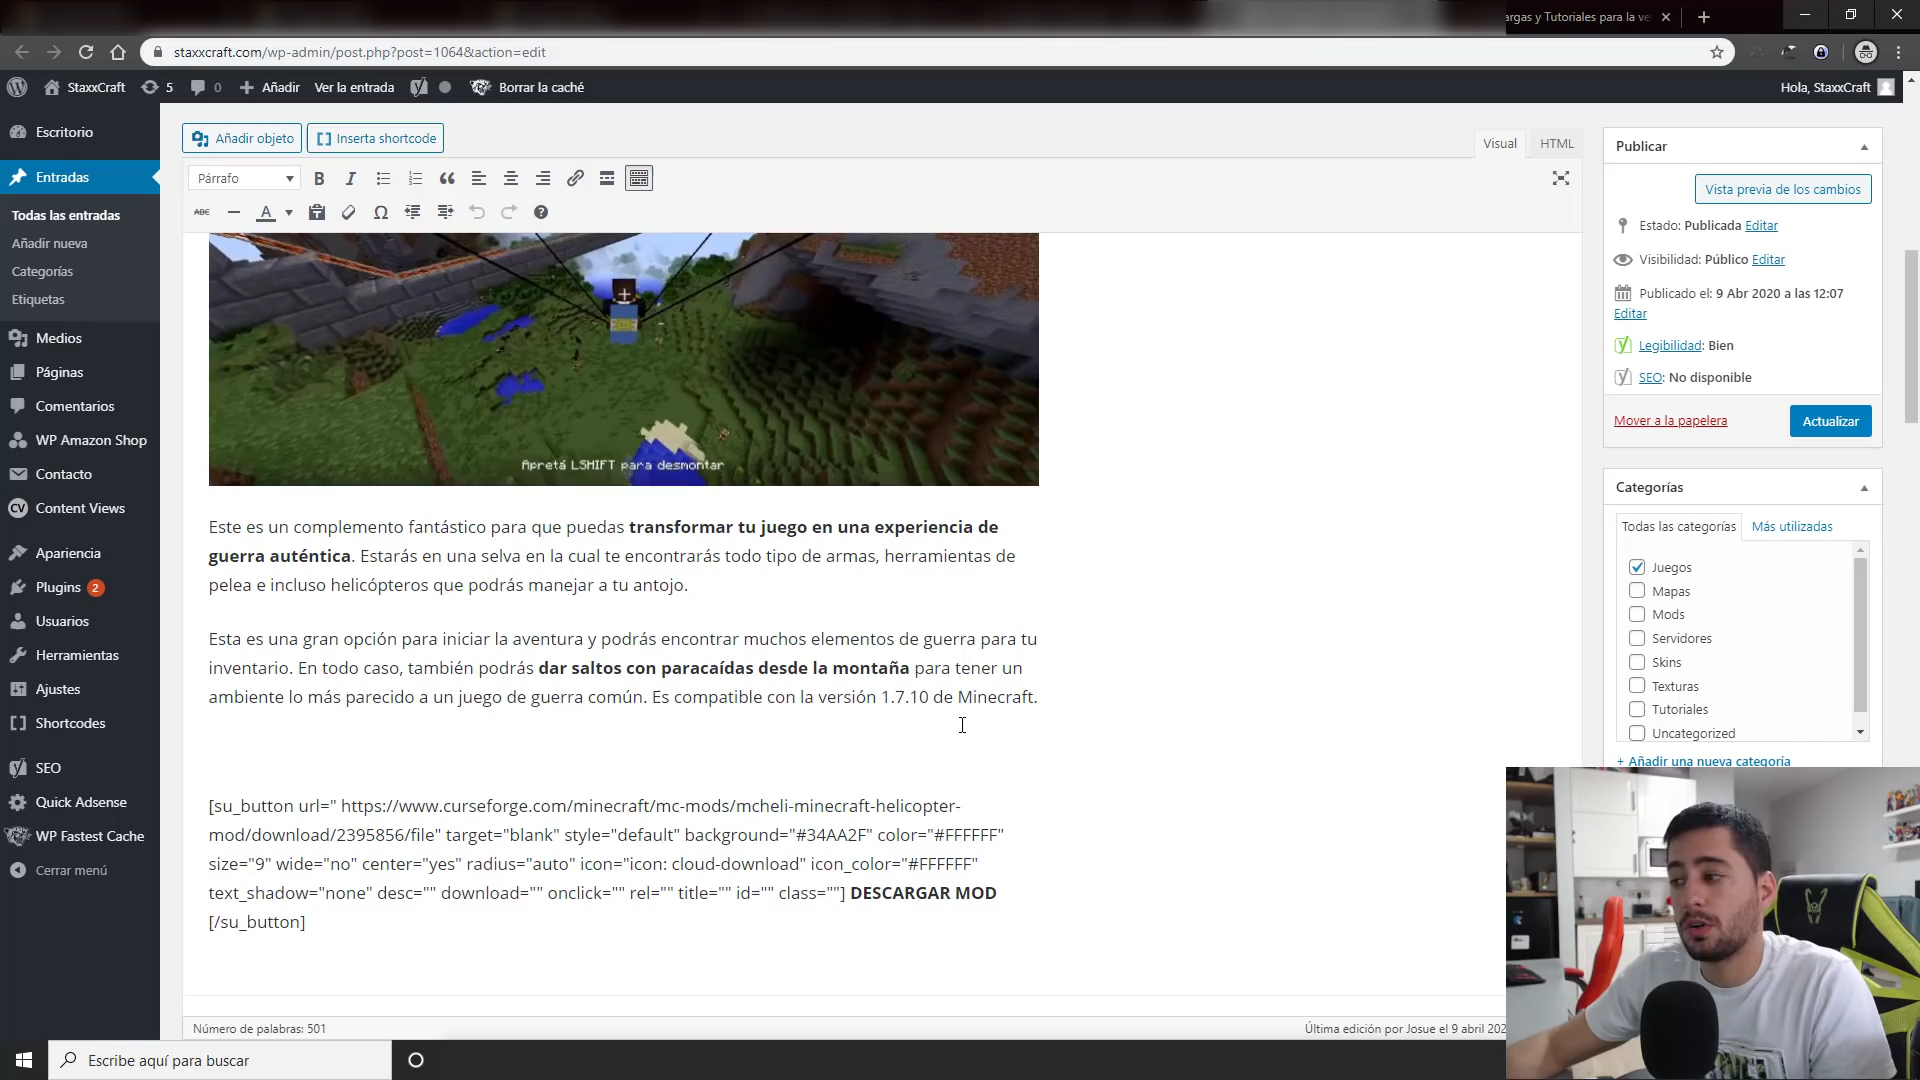 argas y Tutoriales para la ve
staxxcraft.com/wp-admin/post.php?post=1064&action=edit
StaxxCraft
5
0
Añadir
Ver la entrada
Borrar la caché
Hola, StaxxCraft
Escritorio
Entradas
Todas las entradas
Añadir nueva
Categorías
Etiquetas
Medios
Páginas
Comentarios
WP Amazon Shop
Contacto
CV Content Views
Apariencia
Plugins 2
Usuarios
Herramientas
Ajustes
Shortcodes
SEO
Quick Adsense
WP Fastest Cache
Cerrar menú
Añadir objeto
Inserta shortcode
Visual
HTML
Párrafo
B I
ABC
A
Apretá LSHIFT para desmontar
Este es un complemento fantástico para que puedas transformar tu juego en una experiencia de
guerra auténtica. Estarás en una selva en la cual te encontrarás todo tipo de armas, herramientas de
pelea e incluso helicópteros que podrás manejar a tu antojo.
Esta es una gran opción para iniciar la aventura y podrás encontrar muchos elementos de guerra para tu
inventario. En todo caso, también podrás dar saltos con paracaídas desde la montaña para tener un
ambiente lo más parecido a un juego de guerra común. Es compatible con la versión 1.7.10 de Minecraft.
[su_button url=" https://www.curseforge.com/minecraft/mc-mods/mcheli-minecraft-helicopter-
mod/download/2395856/file" target="blank" style="default" background="#34AA2F" color="#FFFFFF"
size="9" wide="no" center="yes" radius="auto" icon="icon: cloud-download" icon_color="#FFFFFF"
text_shadow="none" desc="" download="" onclick="" rel="" title="" id="" class=""] DESCARGAR MOD
[/su_button]
Número de palabras: 501
Última edición por Josue el 9 abril 202
Publicar
Vista previa de los cambios
Estado: Publicada Editar
Visibilidad: Público Editar
Publicado el: 9 Abr 2020 a las 12:07
Editar
Legibilidad: Bien
SEO: No disponible
Mover a la papelera
Actualizar
Categorías
Todas las categorías
Más utilizadas
Juegos
Mapas
Mods
Servidores
Skins
Texturas
Tutoriales
Uncategorized
+ Añadir una nueva categoría
Escribe aquí para buscar